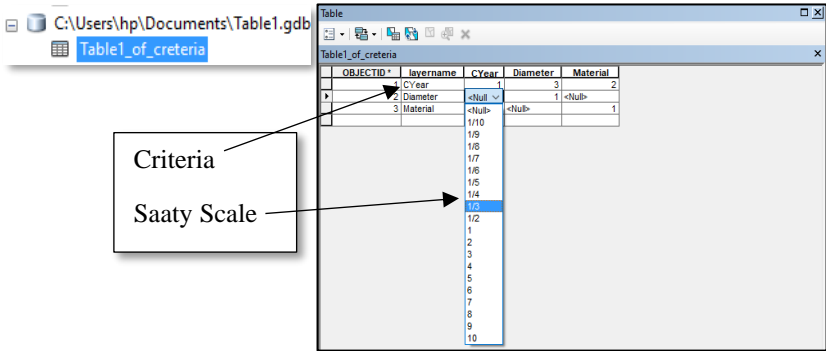 C:\Users\hp\Documents\Table1.gdb
Table1_of_creteria
Criteria
Saaty Scale
Table
Table1_of_creteria
OBJECTID * layername CYear Diameter Material
1 CYear 1 3 2
2 Diameter <Null 1 <Null>
3 Material <Null> 1
<Null>
1/10
1/9
1/8
1/7
1/6
1/5
1/4
1/3
1/2
1
2
3
4
5
6
7
8
9
10